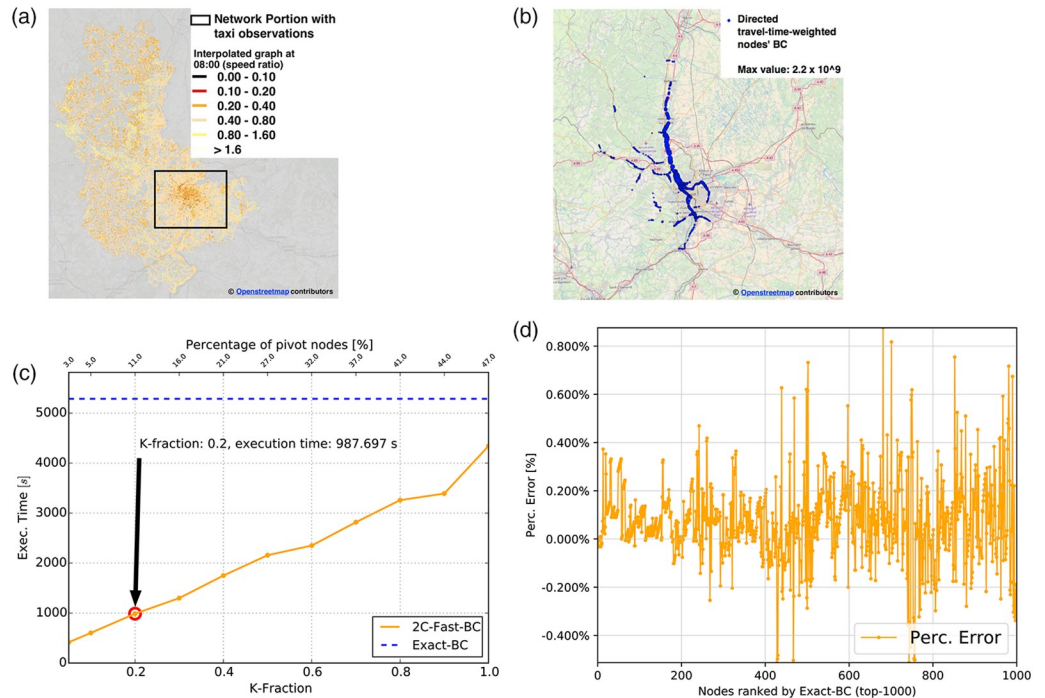 (a)
Network Portion with
taxi observations
Interpolated graph at
08:00 (speed ratio)
0.00 - 0.10
0.10 - 0.20
0.20 - 0.40
0.40 - 0.80
0.80 - 1.60
> 1.6
© Openstreetmap contributors
(b)
Directed
travel-time-weighted
nodes' BC
Max value: 2.2 x 10^9
© Openstreetmap contributors
(c)
Percentage of pivot nodes [%]
3.0 5.0 11.0 16.0 21.0 27.0 32.0 37.0 41.0 44.0 47.0
K-fraction: 0.2, execution time: 987.697 s
Exec. Time [s]
5000
4000
3000
2000
1000
0
2C-Fast-BC
Exact-BC
0.2 0.4 0.6 0.8 1.0
K-Fraction
(d)
Perc. Error [%]
0.800%
0.600%
0.400%
0.200%
0.000%
-0.200%
-0.400%
Perc. Error
0 200 400 600 800 1000
Nodes ranked by Exact-BC (top-1000)